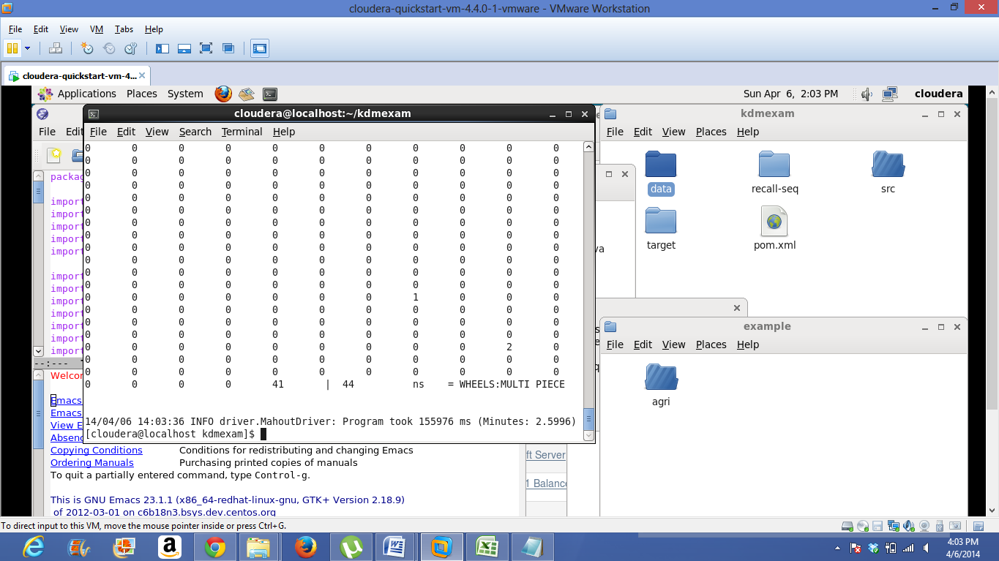 cloudera-quickstart-vm-4.4.0-1-vmware - VMware Workstation
File Edit View VM Tabs Help
cloudera-quickstart-vm-4...
Applications Places System Sun Apr 6, 2:03 PM cloudera
cloudera@localhost:~/kdmexam
File Edit View Search Terminal Help
0 0 0 0 0 0 0 0 0 0 0
0 0 0 0 0 0 0 0 0 0 0
0 0 0 0 0 0 0 0 0 0 0
0 0 0 0 0 0 0 0 0 0 0
0 0 0 0 0 0 0 0 0 0 0
0 0 0 0 0 0 0 0 0 0 0
0 0 0 0 0 0 0 0 0 0 0
0 0 0 0 0 0 0 0 0 0 0
0 0 0 0 0 0 0 0 0 0 0
0 0 0 0 0 0 0 0 0 0 0
0 0 0 0 0 0 0 0 0 0 0
0 0 0 0 0 0 0 0 0 0 0
0 0 0 0 0 0 0 1 0 0 0
0 0 0 0 0 0 0 0 0 0 0
0 0 0 0 0 0 0 0 0 0 0
0 0 0 0 0 0 0 0 0 0 0
0 0 0 0 0 0 0 0 0 2 0
0 0 0 0 0 0 0 0 0 0 0
0 0 0 0 0 0 0 0 0 0 0
0 0 0 0 41 | 44 ns = WHEELS:MULTI PIECE
14/04/06 14:03:36 INFO driver.MahoutDriver: Program took 155976 ms (Minutes: 2.5996)
[cloudera@localhost kdmexam]$
File Edi
packag
import
import
import
import
import
import
import
import
import
import
import
import
--:---
Welcom
Emacs
Emacs
View E
Absenc
Copying Conditions Conditions for redistributing and changing Emacs
Ordering Manuals Purchasing printed copies of manuals
To quit a partially entered command, type Control-g.
This is GNU Emacs 23.1.1 (x86_64-redhat-linux-gnu, GTK+ Version 2.18.9)
of 2012-03-01 on c6b18n3.bsys.dev.centos.org
va
ft Server
1 Balanc
kdmexam
File Edit View Places Help
data
recall-seq
src
target
pom.xml
example
File Edit View Places Help
agri
To direct input to this VM, move the mouse pointer inside or press Ctrl+G.
4:03 PM
4/6/2014